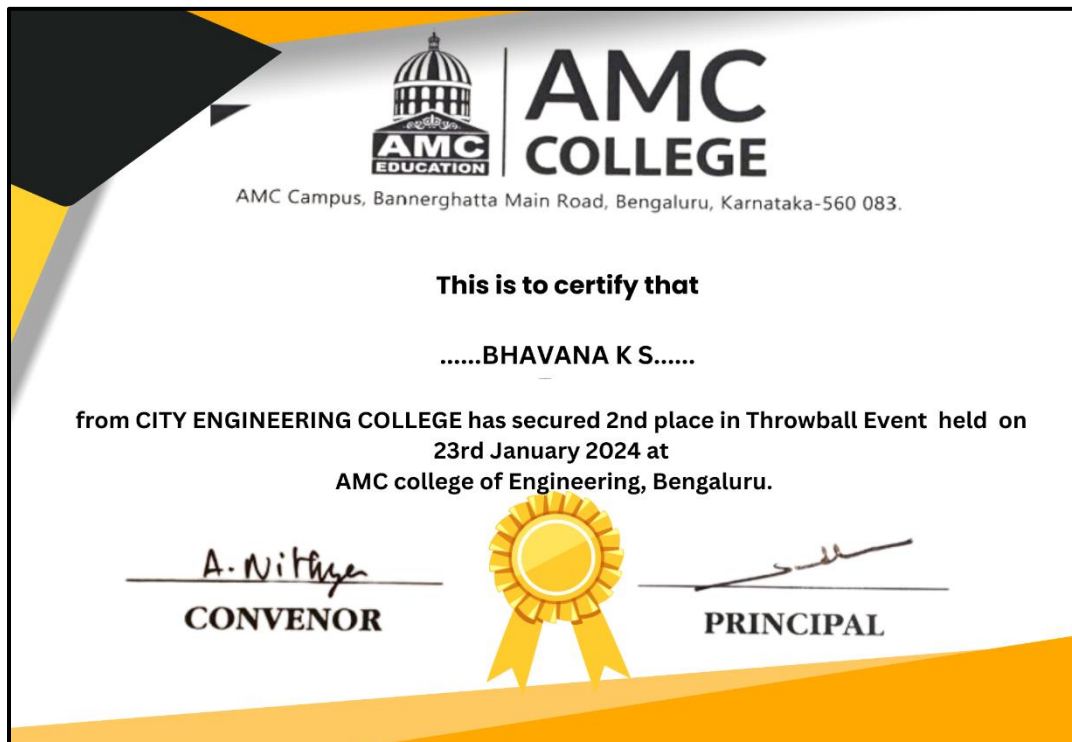 AMC
EDUCATION
AMC
COLLEGE
AMC Campus, Bannerghatta Main Road, Bengaluru, Karnataka-560 083.
This is to certify that
......BHAVANA K S......
from CITY ENGINEERING COLLEGE has secured 2nd place in Throwball Event held on
23rd January 2024 at
AMC college of Engineering, Bengaluru.
A. Nithya
CONVENOR
PRINCIPAL